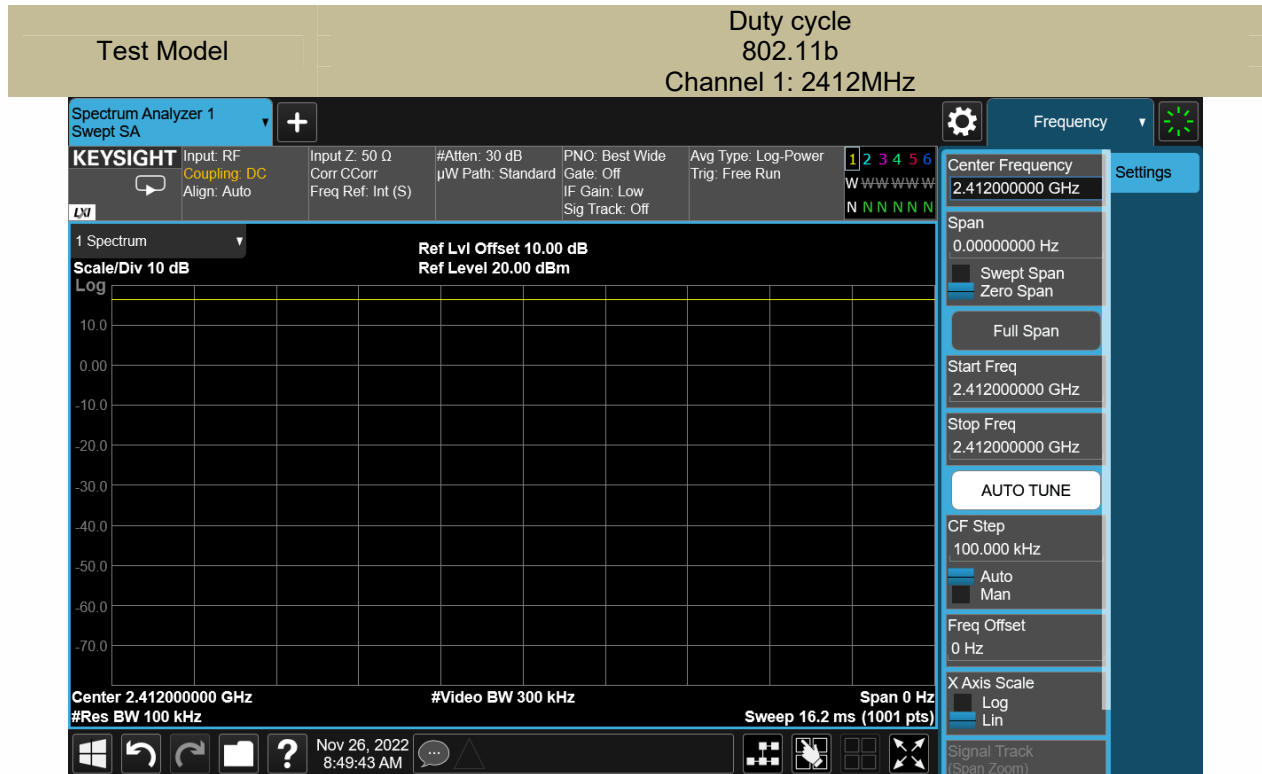 Test Model
Duty cycle
802.11b
Channel 1: 2412MHz
Spectrum Analyzer 1
Swept SA
Frequency
KEYSIGHT
LXI
Input: RF
Coupling: DC
Align: Auto
Input Z: 50 Ω
Corr CCorr
Freq Ref: Int (S)
#Atten: 30 dB
µW Path: Standard
PNO: Best Wide
Gate: Off
IF Gain: Low
Sig Track: Off
Avg Type: Log-Power
Trig: Free Run
1 2 3 4 5 6
W W W W W W
N N N N N N
1 Spectrum
Scale/Div 10 dB
Ref Lvl Offset 10.00 dB
Ref Level 20.00 dBm
Log
10.0
0.00
-10.0
-20.0
-30.0
-40.0
-50.0
-60.0
-70.0
Center 2.412000000 GHz
#Video BW 300 kHz
Span 0 Hz
#Res BW 100 kHz
Sweep 16.2 ms (1001 pts)
Nov 26, 2022
8:49:43 AM
Center Frequency
2.412000000 GHz
Settings
Span
0.00000000 Hz
Swept Span
Zero Span
Full Span
Start Freq
2.412000000 GHz
Stop Freq
2.412000000 GHz
AUTO TUNE
CF Step
100.000 kHz
Auto
Man
Freq Offset
0 Hz
X Axis Scale
Log
Lin
Signal Track
(Span Zoom)